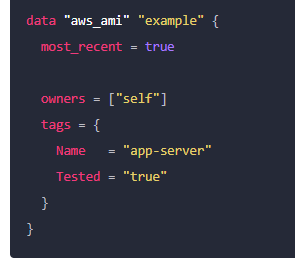 data "aws_ami" "example" {
  most_recent = true

  owners = ["self"]
  tags = {
    Name   = "app-server"
    Tested = "true"
  }
}